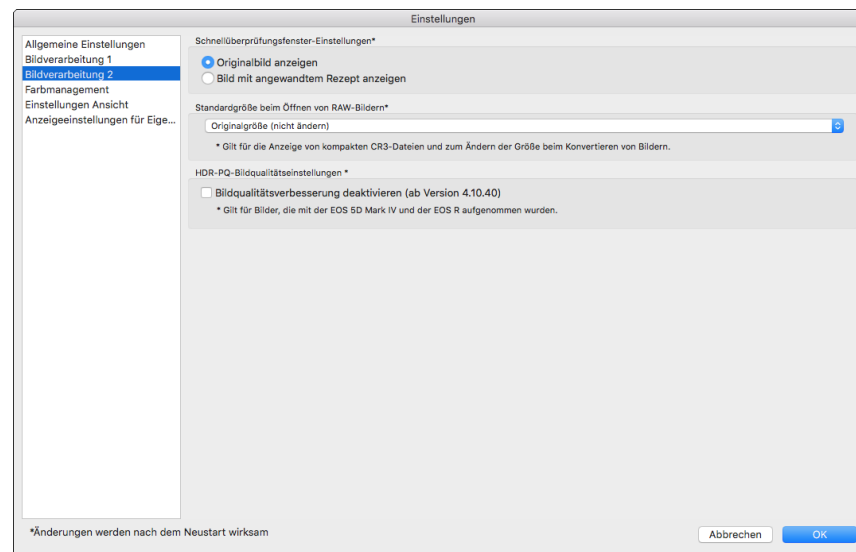 Einstellungen
Allgemeine Einstellungen
Bildverarbeitung 1
Bildverarbeitung 2
Farbmanagement
Einstellungen Ansicht
Anzeigeeinstellungen für Eige...
Schnellüberprüfungsfenster-Einstellungen*
Originalbild anzeigen
Bild mit angewandtem Rezept anzeigen
Standardgröße beim Öffnen von RAW-Bildern*
Originalgröße (nicht ändern)
* Gilt für die Anzeige von kompakten CR3-Dateien und zum Ändern der Größe beim Konvertieren von Bildern.
HDR-PQ-Bildqualitätseinstellungen *
Bildqualitätsverbesserung deaktivieren (ab Version 4.10.40)
* Gilt für Bilder, die mit der EOS 5D Mark IV und der EOS R aufgenommen wurden.
*Änderungen werden nach dem Neustart wirksam
Abbrechen
OK